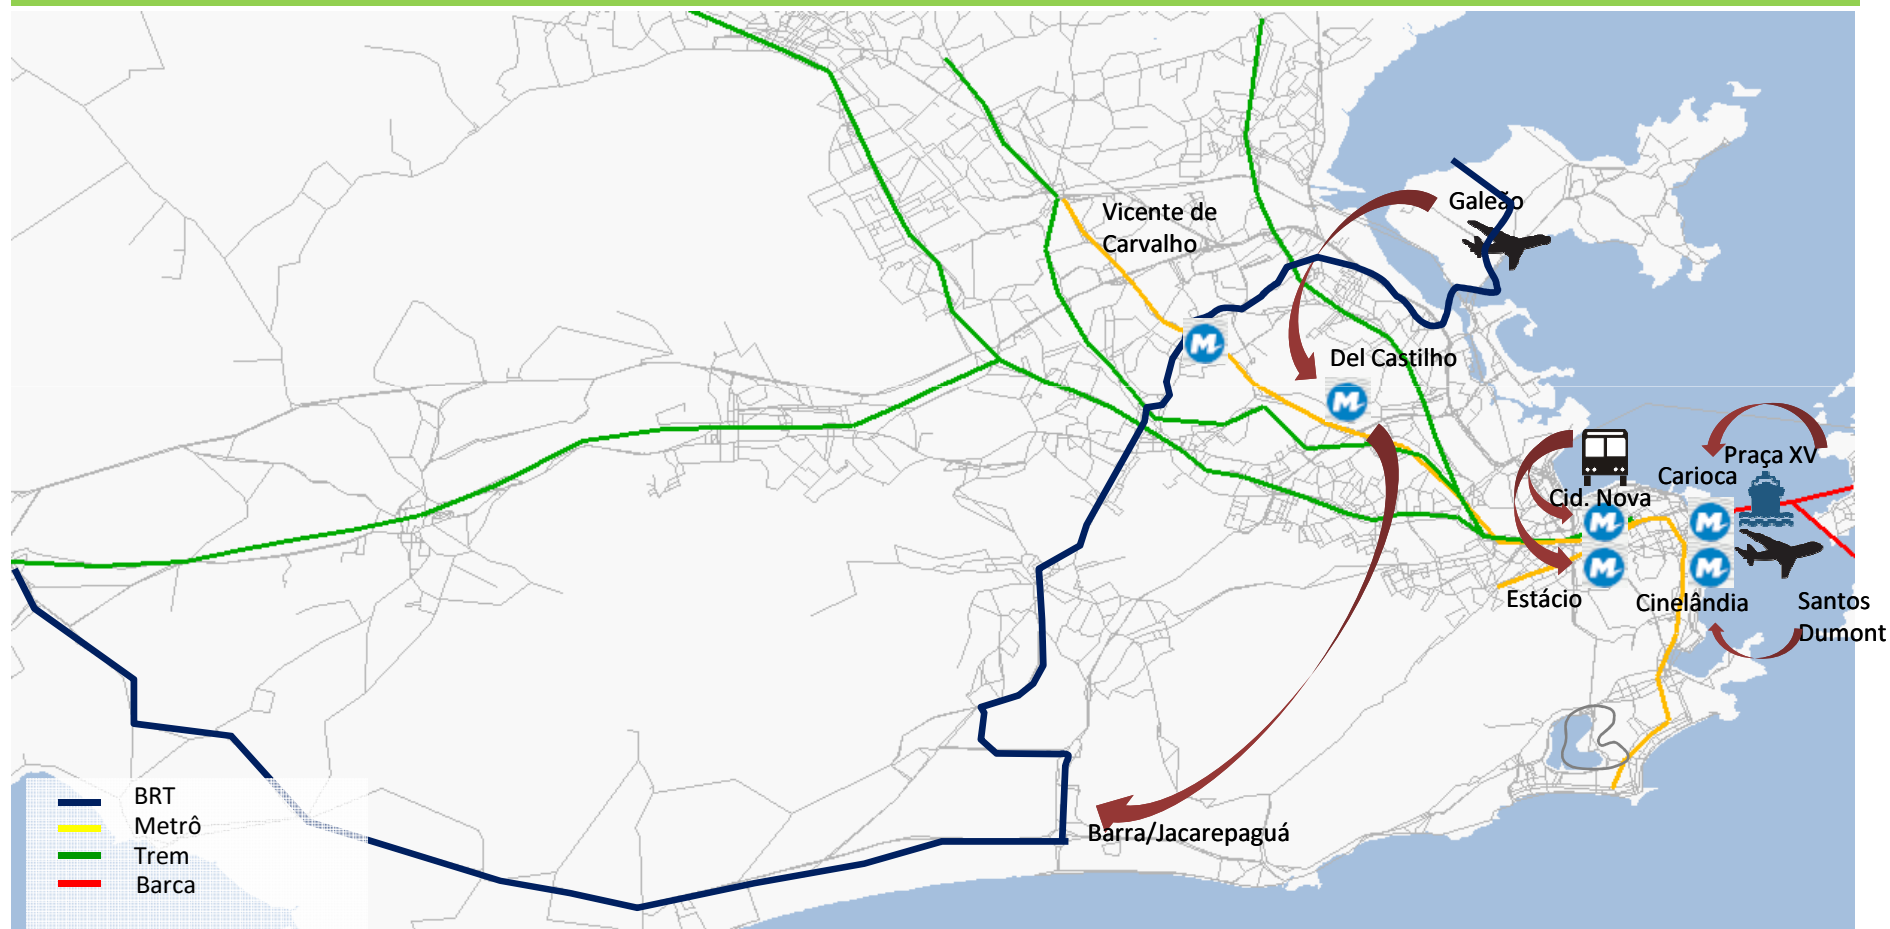 Galeão
Vicente de
Carvalho
Del Castilho
Praça XV
Carioca
Cid. Nova
Estácio
Cinelândia
Santos
Dumont
Barra/Jacarepaguá
BRT
Metrô
Trem
Barca